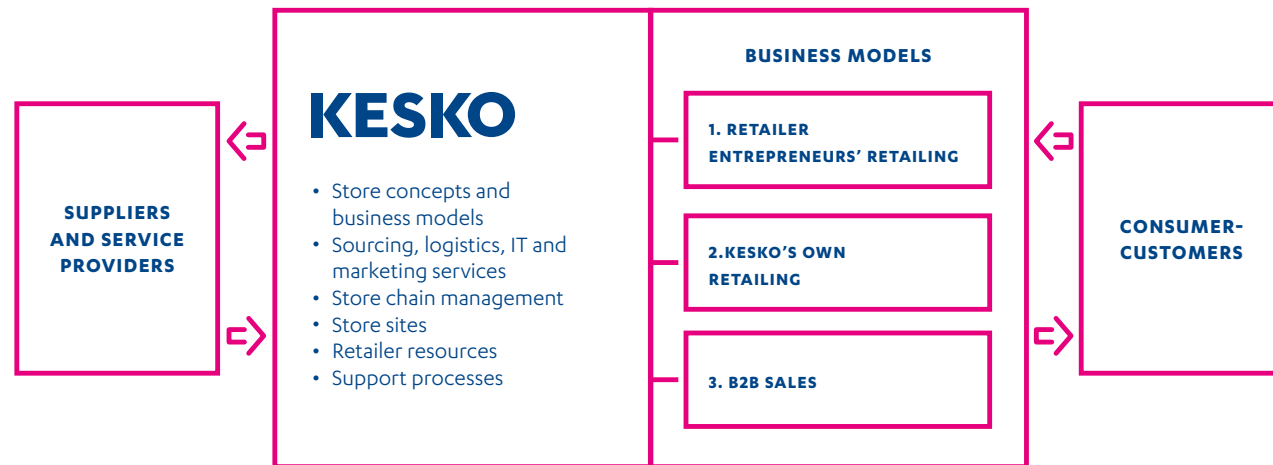 SUPPLIERS
AND SERVICE
PROVIDERS
KESKO
• Store concepts and
business models
• Sourcing, logistics, IT and
marketing services
• Store chain management
• Store sites
• Retailer resources
• Support processes
BUSINESS MODELS
1. RETAILER
ENTREPRENEURS’ RETAILING
2.KESKO’S OWN
RETAILING
3. B2B SALES
CONSUMER-
CUSTOMERS